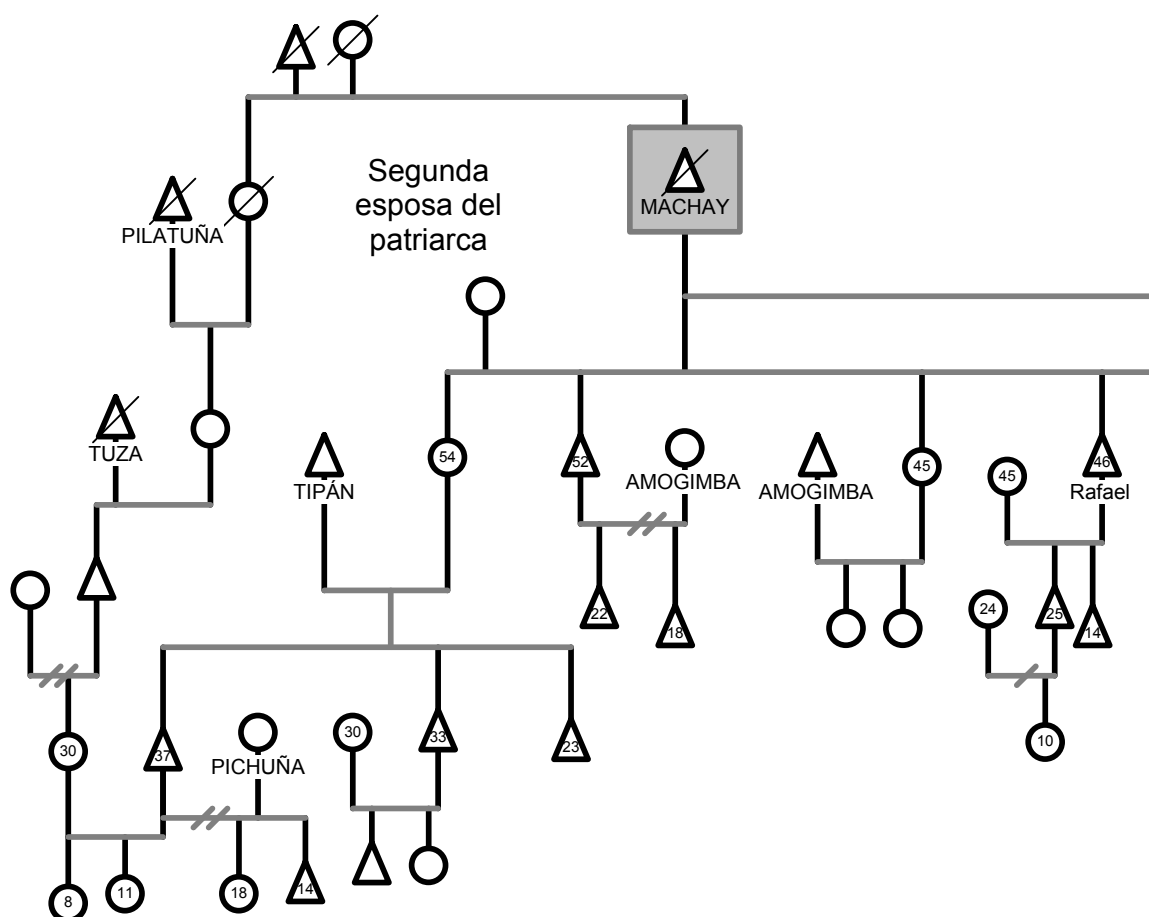 Segunda
esposa del
patriarca
MACHAY
PILATUÑA
TUZA
TIPÁN
54
52
AMOGIMBA
AMOGIMBA
45
45
46
Rafael
22
18
24
25
14
30
37
PICHUÑA
30
33
23
10
8
11
18
14